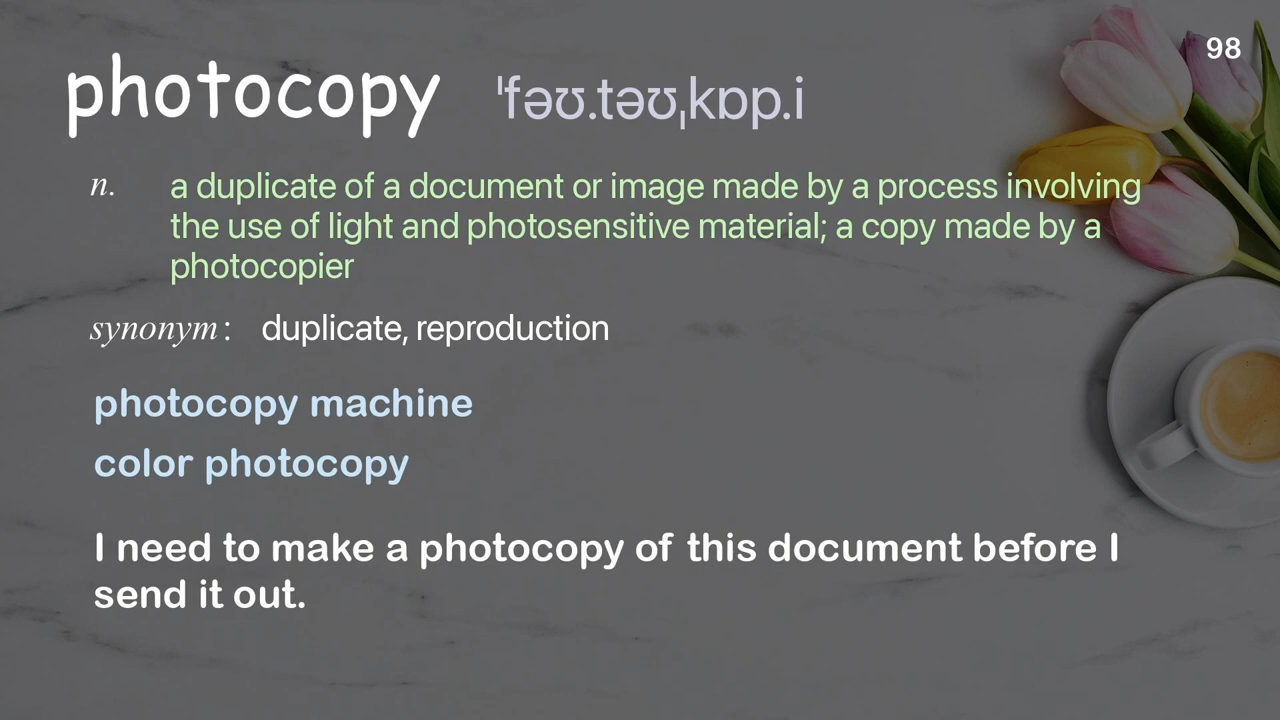 98
photocopy ˈfəʊ.təʊˌkɒp.i
n. a duplicate of a document or image made by a process involving
the use of light and photosensitive material; a copy made by a
photocopier
synonym: duplicate, reproduction
photocopy machine
color photocopy
I need to make a photocopy of this document before I
send it out.